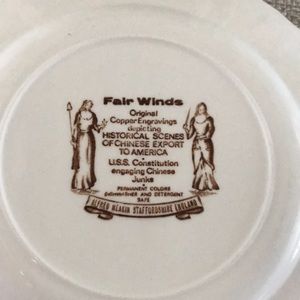 Fair Winds
Original
Copper Engravings
depicting
HISTORICAL SCENES
OF CHINESE EXPORT
TO AMERICA
U.S.S. Constitution
engaging Chinese
Junks
PERMANENT COLORS
DISHWASHER AND DETERGENT
SAFE
ALFRED MEAKIN STAFFORDSHIRE ENGLAND